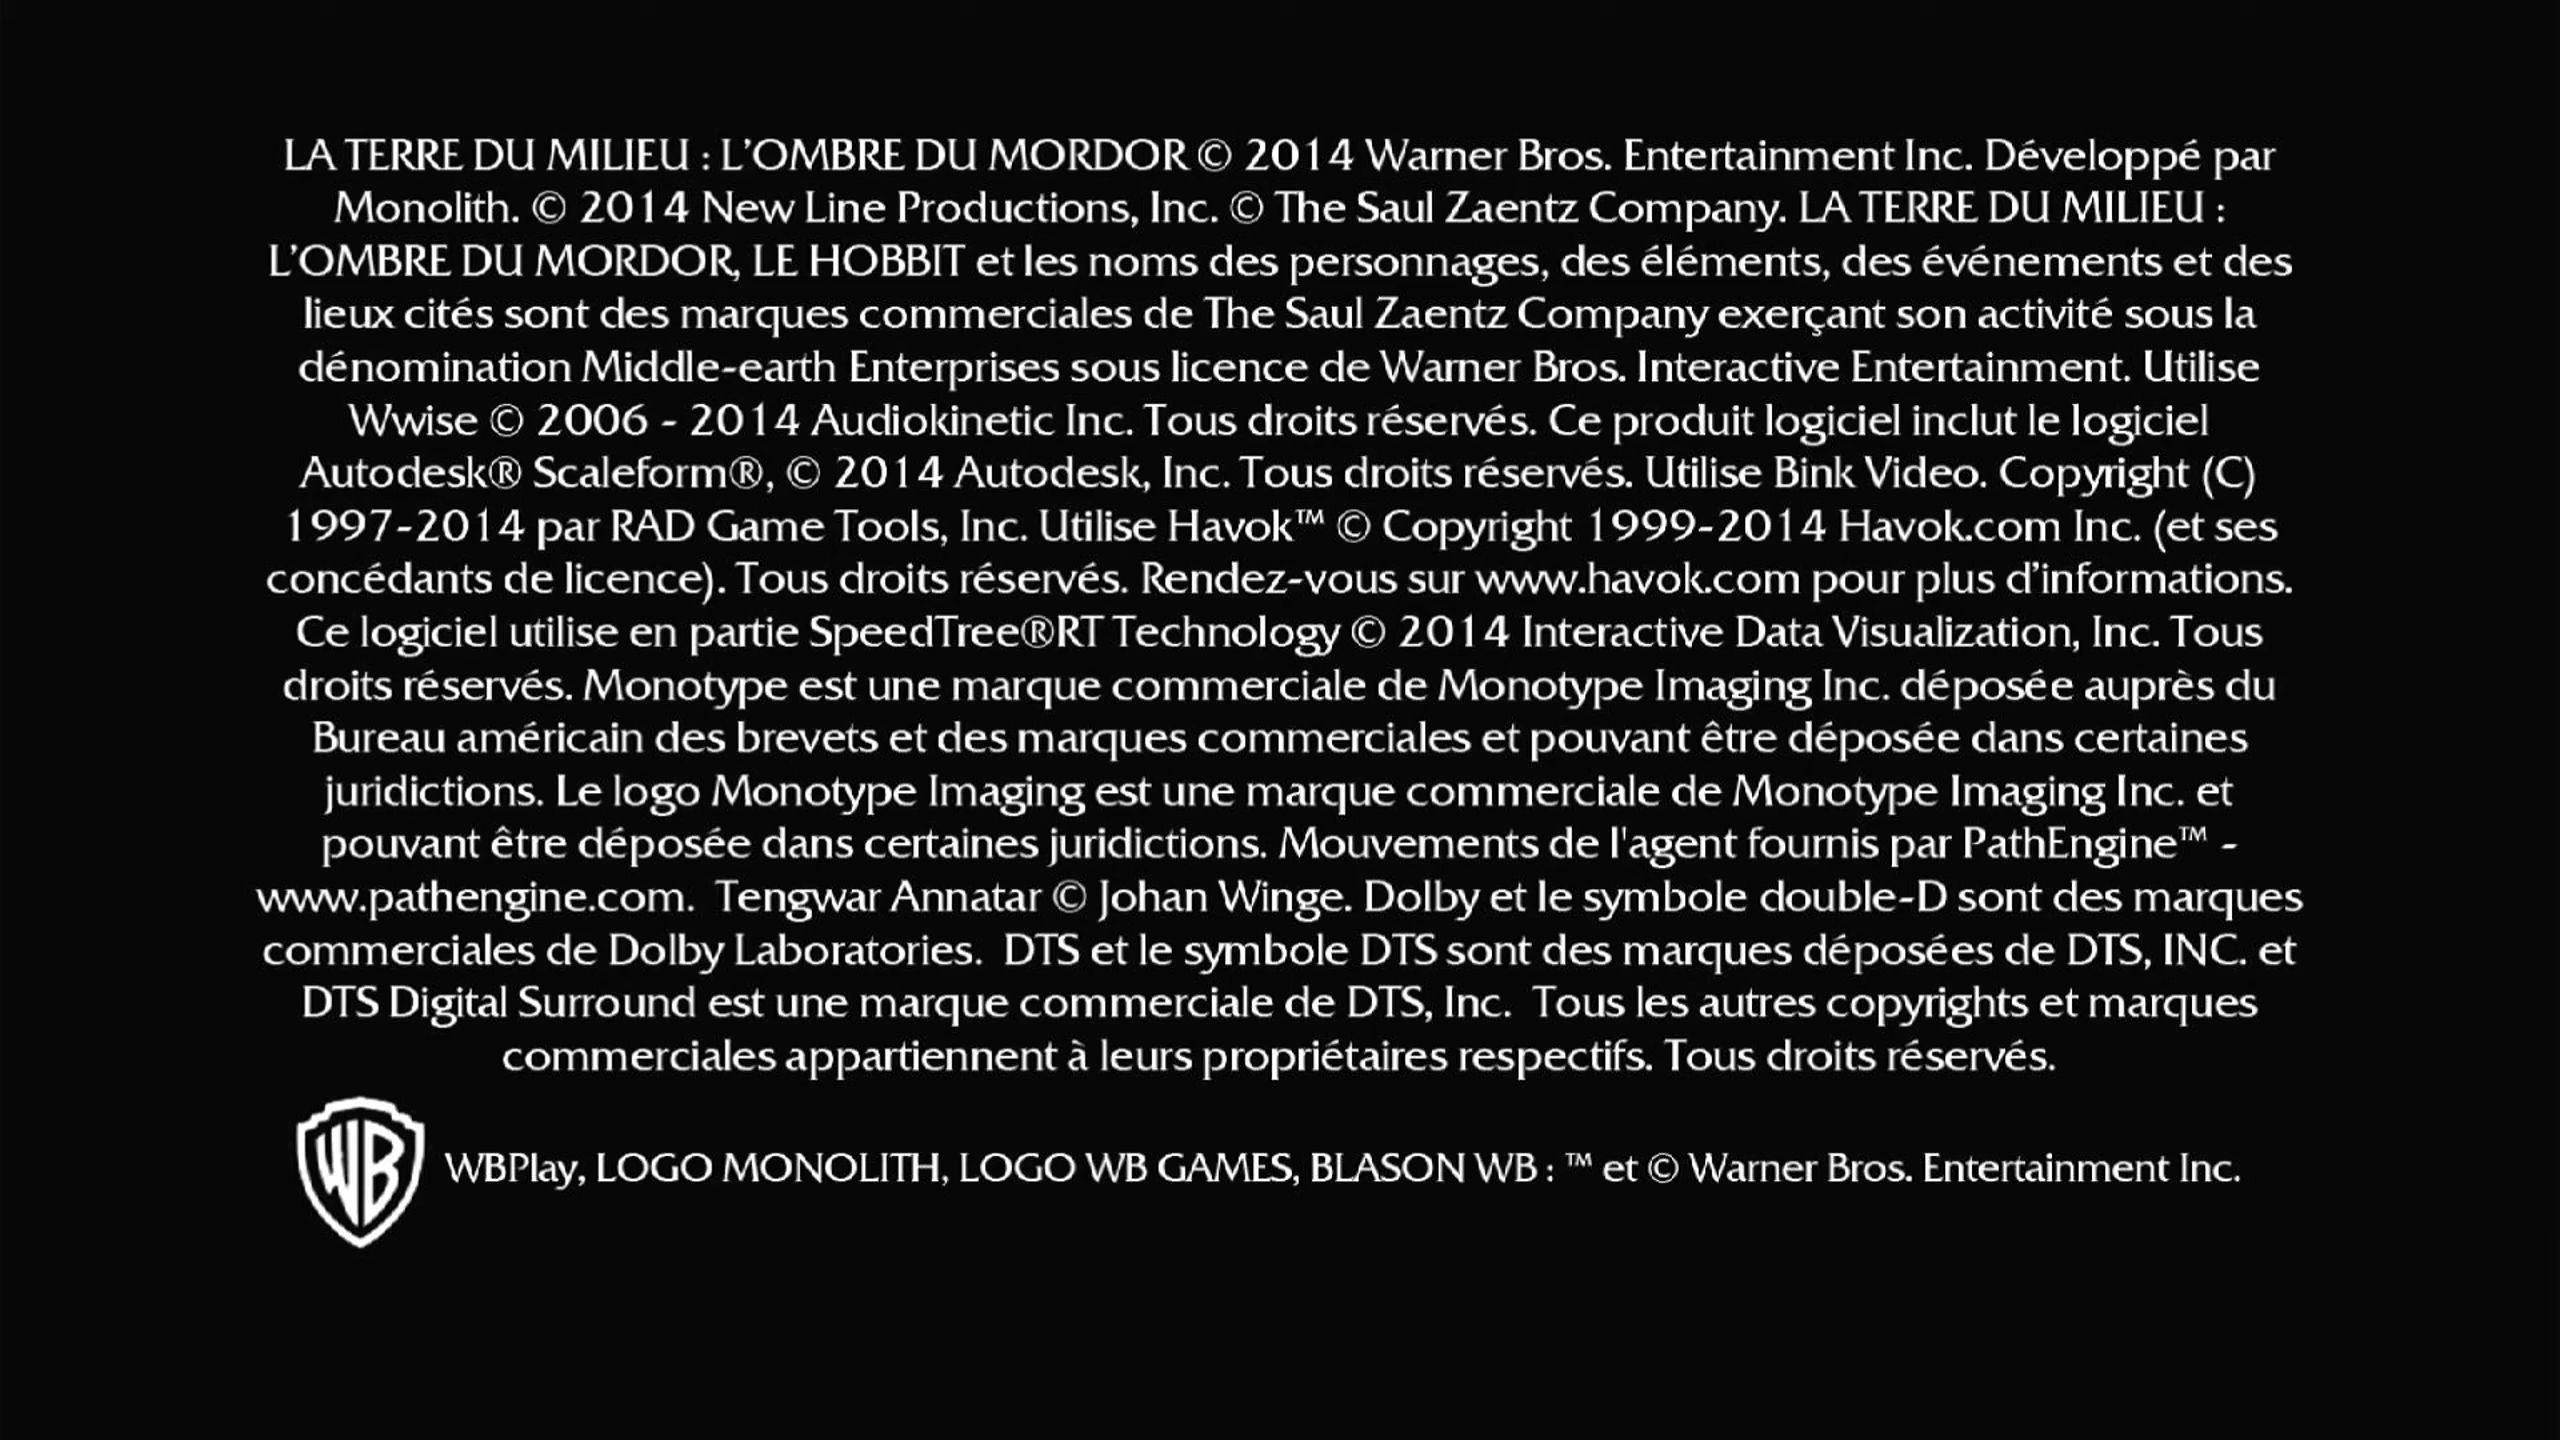 LA TERRE DU MILIEU : L’OMBRE DU MORDOR © 2014 Warner Bros. Entertainment Inc. Développé par
Monolith. © 2014 New Line Productions, Inc. © The Saul Zaentz Company. LA TERRE DU MILIEU :
L’OMBRE DU MORDOR, LE HOBBIT et les noms des personnages, des éléments, des événements et des
lieux cités sont des marques commerciales de The Saul Zaentz Company exerçant son activité sous la
dénomination Middle-earth Enterprises sous licence de Warner Bros. Interactive Entertainment. Utilise
Wwise © 2006 - 2014 Audiokinetic Inc. Tous droits réservés. Ce produit logiciel inclut le logiciel
Autodesk® Scaleform®, © 2014 Autodesk, Inc. Tous droits réservés. Utilise Bink Video. Copyright (C)
1997-2014 par RAD Game Tools, Inc. Utilise Havok™ © Copyright 1999-2014 Havok.com Inc. (et ses
concédants de licence). Tous droits réservés. Rendez-vous sur www.havok.com pour plus d’informations.
Ce logiciel utilise en partie SpeedTree®RT Technology © 2014 Interactive Data Visualization, Inc. Tous
droits réservés. Monotype est une marque commerciale de Monotype Imaging Inc. déposée auprès du
Bureau américain des brevets et des marques commerciales et pouvant être déposée dans certaines
juridictions. Le logo Monotype Imaging est une marque commerciale de Monotype Imaging Inc. et
pouvant être déposée dans certaines juridictions. Mouvements de l'agent fournis par PathEngine™ -
www.pathengine.com.  Tengwar Annatar © Johan Winge. Dolby et le symbole double-D sont des marques
commerciales de Dolby Laboratories.  DTS et le symbole DTS sont des marques déposées de DTS, INC. et
DTS Digital Surround est une marque commerciale de DTS, Inc.  Tous les autres copyrights et marques
commerciales appartiennent à leurs propriétaires respectifs. Tous droits réservés.
WB WBPlay, LOGO MONOLITH, LOGO WB GAMES, BLASON WB : ™ et © Warner Bros. Entertainment Inc.